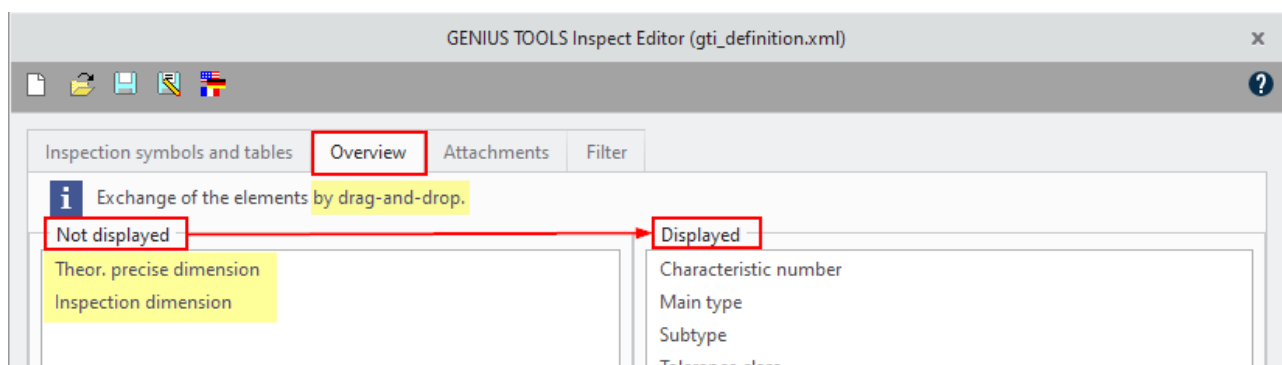 GENIUS TOOLS Inspect Editor (gti_definition.xml)
Inspection symbols and tables Overview Attachments Filter
Exchange of the elements by drag-and-drop.
Not displayed Displayed
Theor. precise dimension Characteristic number
Inspection dimension Main type
Subtype